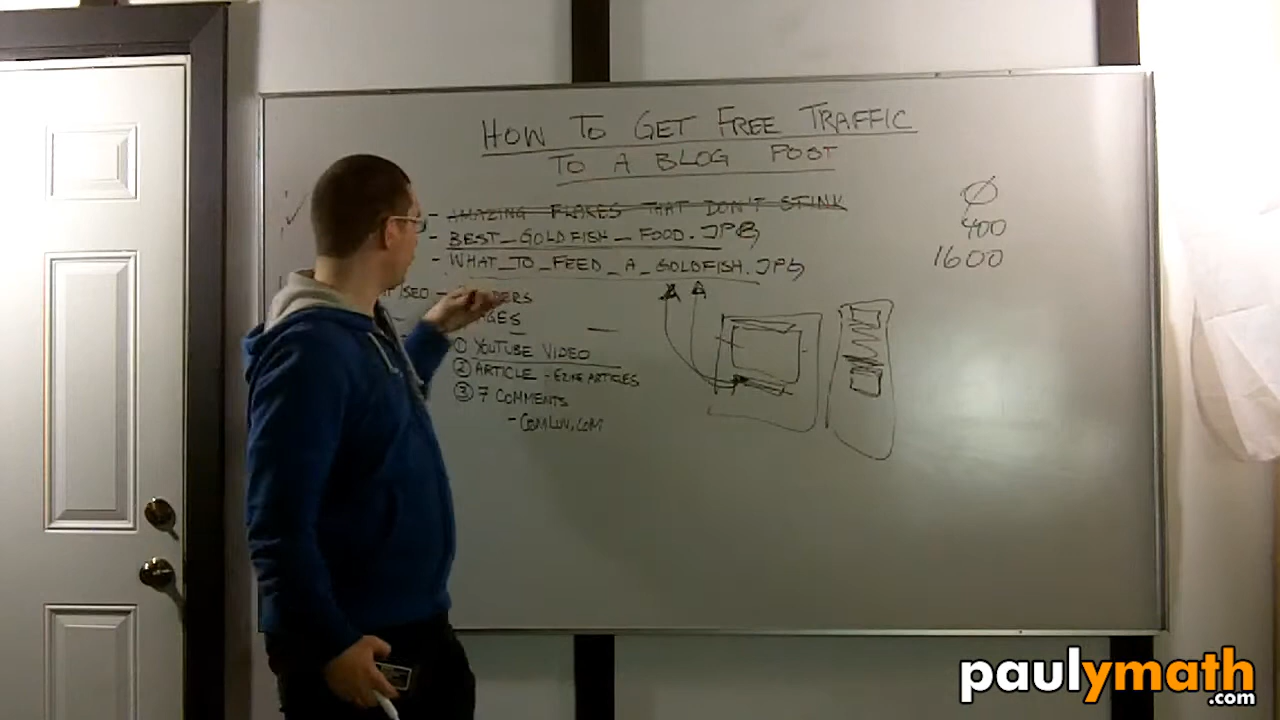 HOW TO GET FREE TRAFFIC
TO A BLOG POST
- AMAZING FLAKES THAT DON'T STINK
Ø
- BEST_GOLDFISH_FOOD.JPG
400
- WHAT_TO_FEED_A_GOLDFISH.JPG
1600
/SEO -
① YOUTUBE VIDEO
② ARTICLE - EZINE ARTICLES
③ 7 COMMENTS
- COMLUV.COM
paulymath
.com